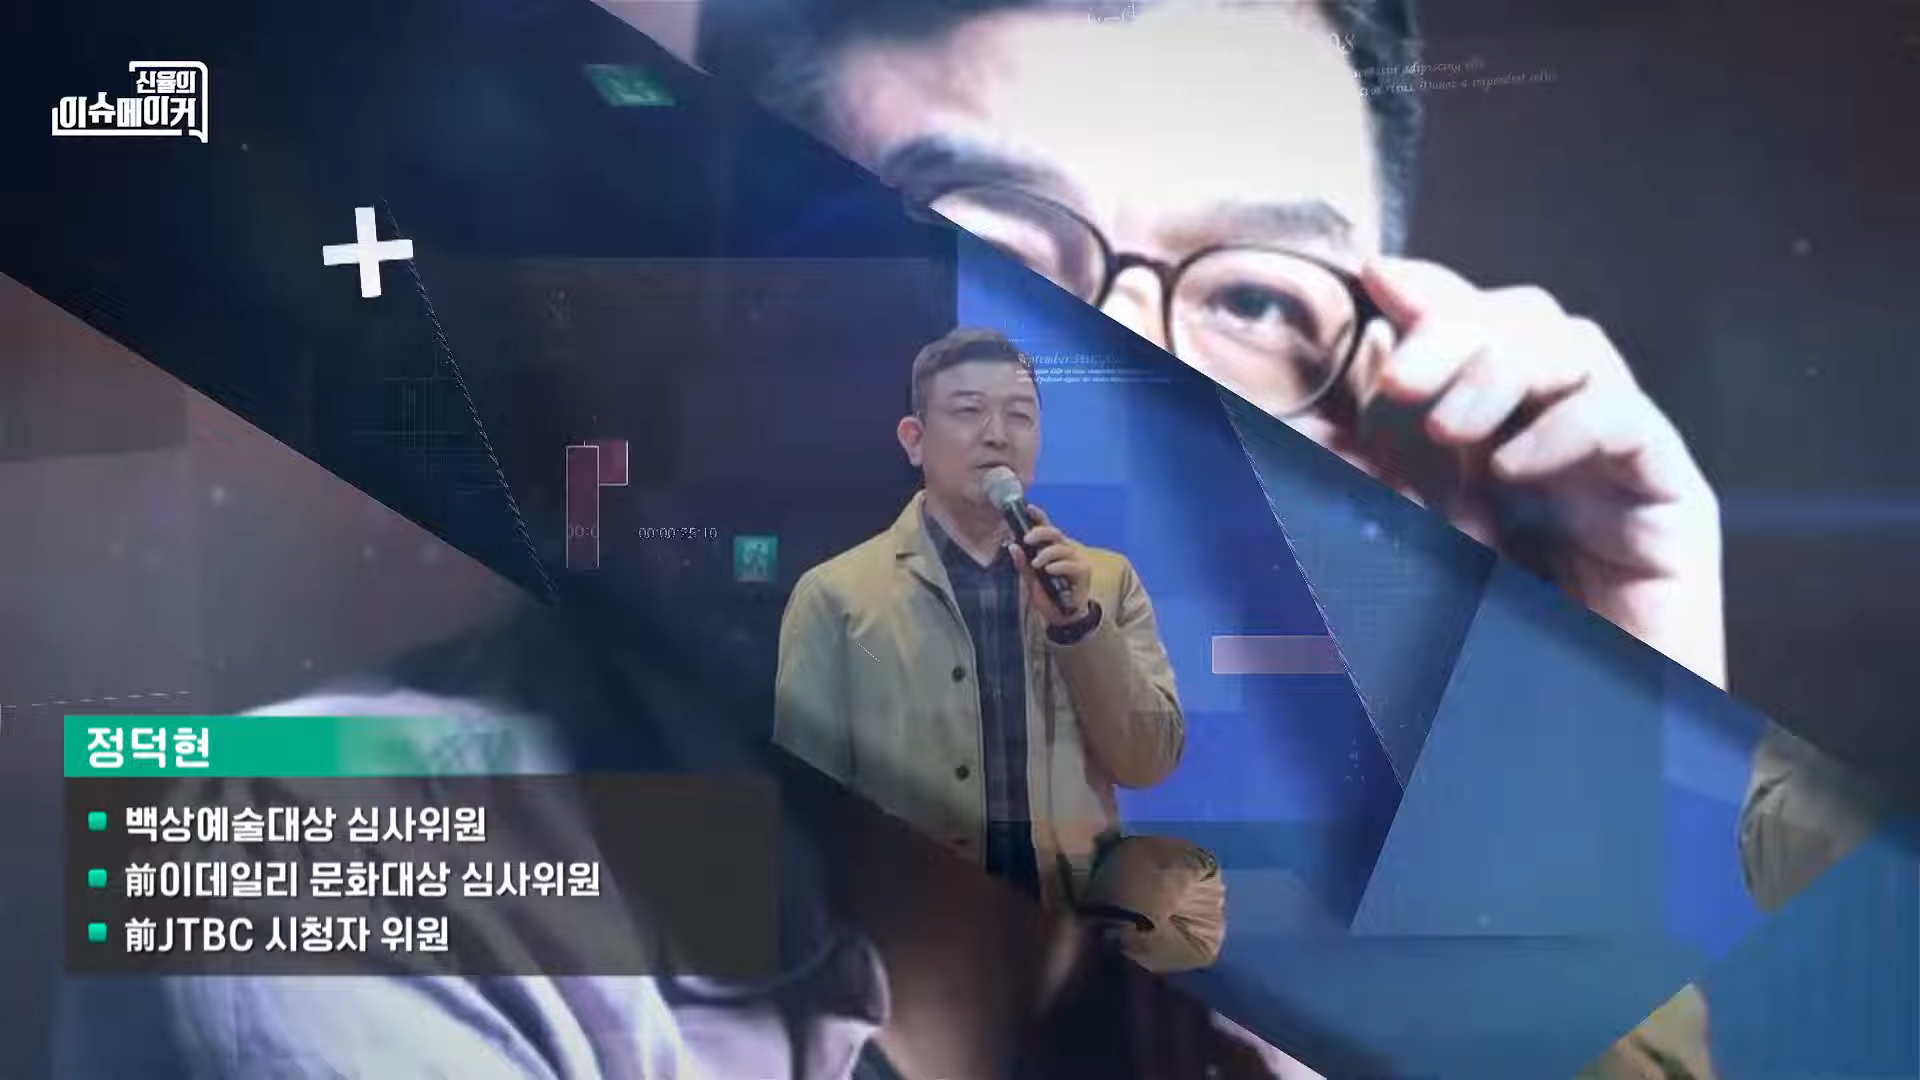 신율의
이슈메이커
00:00:25:10
정덕현
백상예술대상 심사위원
前이데일리 문화대상 심사위원
前JTBC 시청자 위원